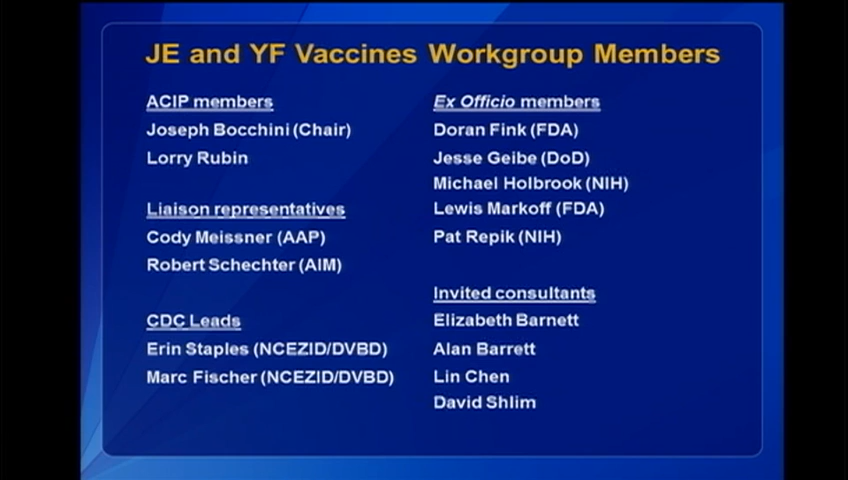 JE and YF Vaccines Workgroup Members
ACIP members
Joseph Bocchini (Chair)
Lorry Rubin
Liaison representatives
Cody Meissner (AAP)
Robert Schechter (AIM)
CDC Leads
Erin Staples (NCEZID/DVBD)
Marc Fischer (NCEZID/DVBD)
Ex Officio members
Doran Fink (FDA)
Jesse Geibe (DoD)
Michael Holbrook (NIH)
Lewis Markoff (FDA)
Pat Repik (NIH)
Invited consultants
Elizabeth Barnett
Alan Barrett
Lin Chen
David Shlim